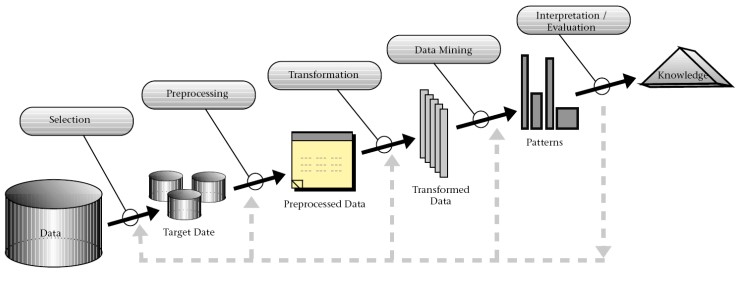 Interpretation /
Evaluation
Data Mining
Transformation
Preprocessing
Selection
Knowledge
Patterns
Transformed
Data
Preprocessed Data
Target Date
Data